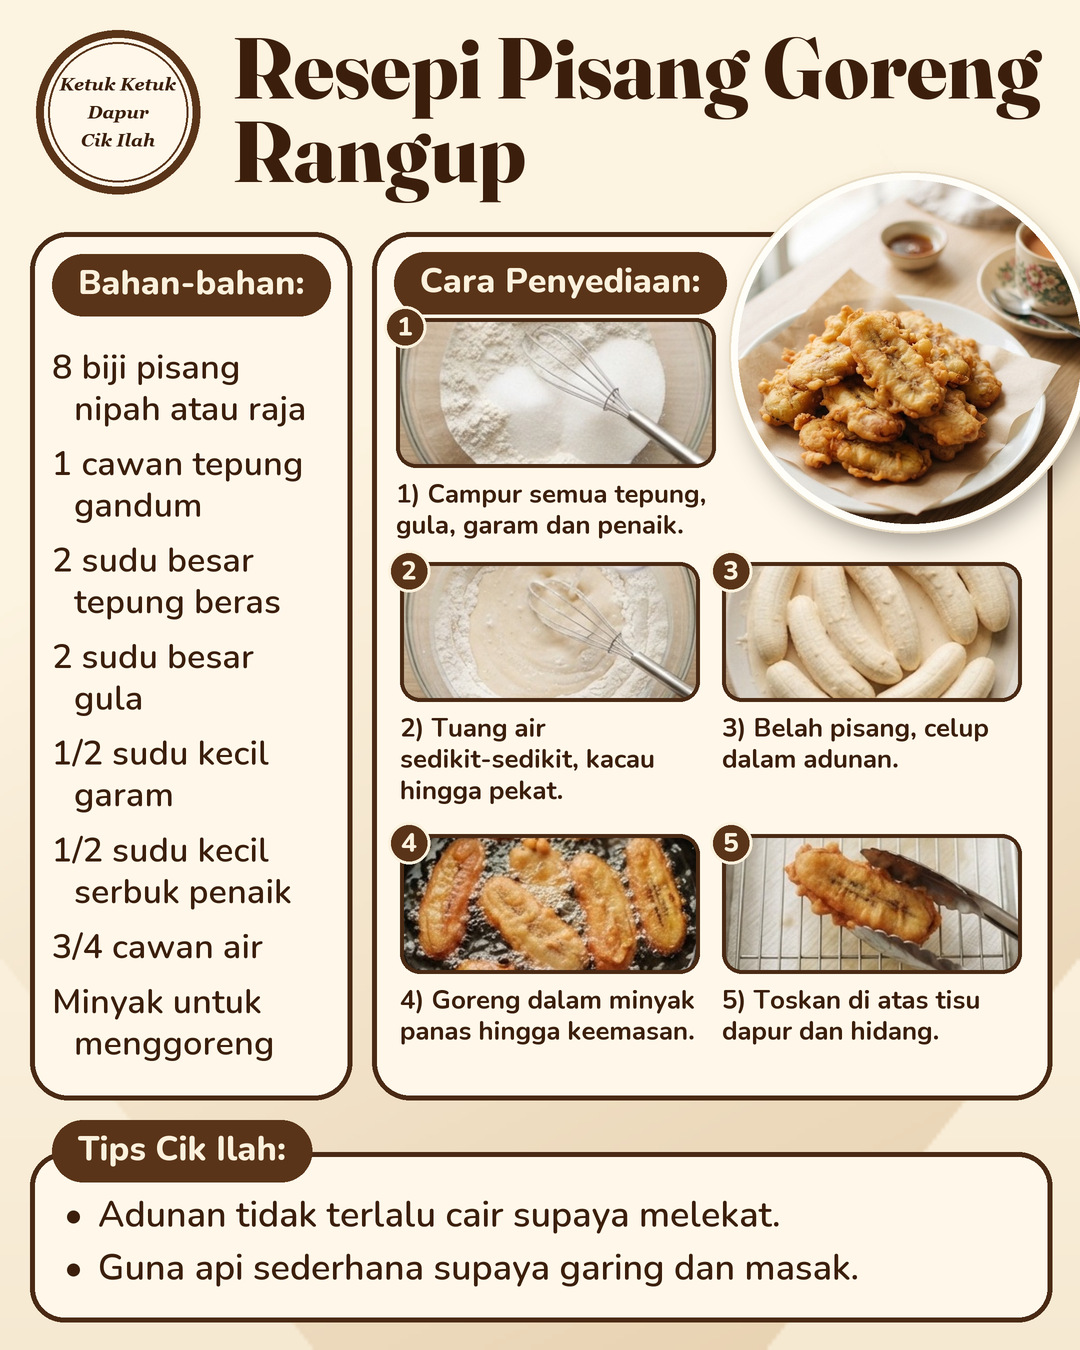 Ketuk Ketuk
Dapur
Cik Ilah
Resepi Pisang Goreng
Rangup
Bahan-bahan:
8 biji pisang
nipah atau raja
1 cawan tepung
gandum
2 sudu besar
tepung beras
2 sudu besar
gula
1/2 sudu kecil
garam
1/2 sudu kecil
serbuk penaik
3/4 cawan air
Minyak untuk
menggoreng
Cara Penyediaan:
1
1) Campur semua tepung,
gula, garam dan penaik.
2
2) Tuang air
sedikit-sedikit, kacau
hingga pekat.
3
3) Belah pisang, celup
dalam adunan.
4
4) Goreng dalam minyak
panas hingga keemasan.
5
5) Toskan di atas tisu
dapur dan hidang.
Tips Cik Ilah:
• Adunan tidak terlalu cair supaya melekat.
• Guna api sederhana supaya garing dan masak.